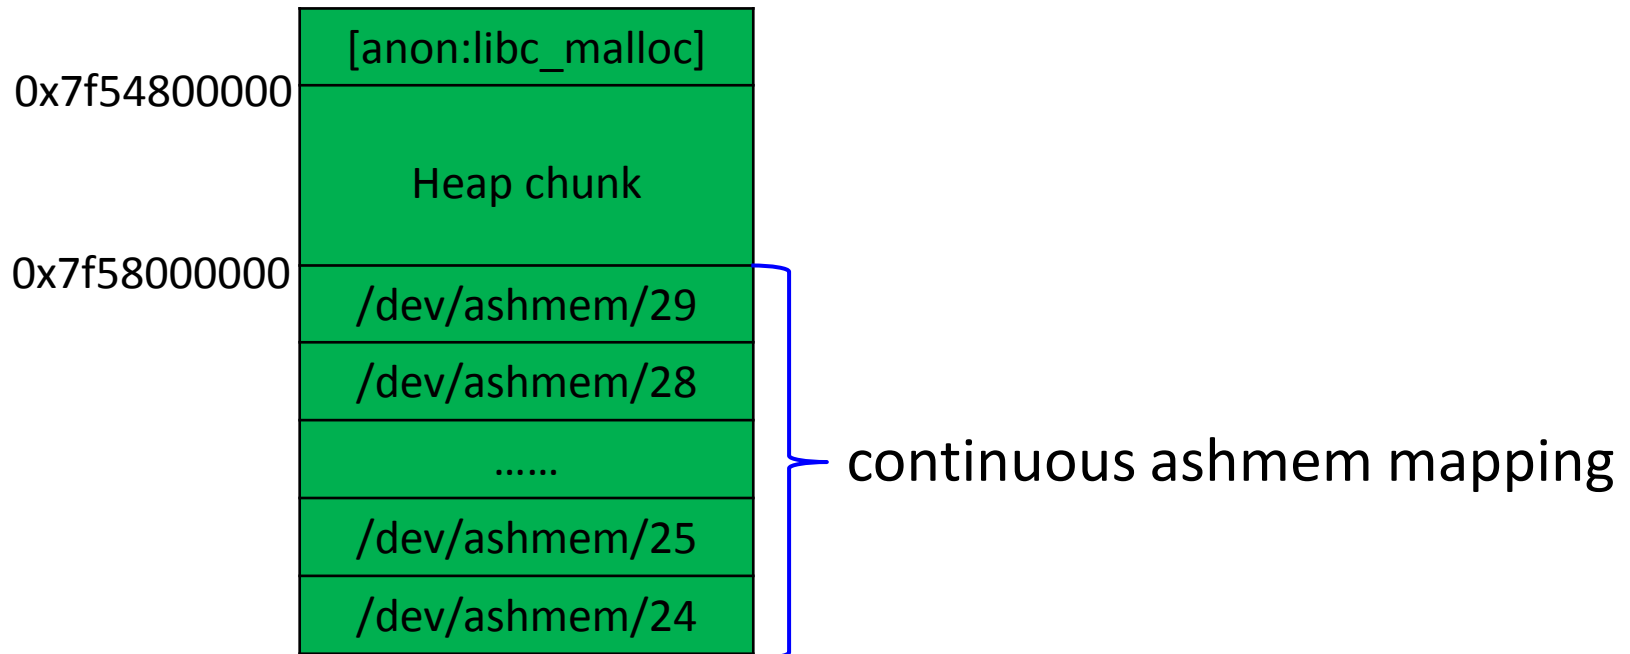 [anon:libc_malloc]
0x7f54800000
Heap chunk
0x7f58000000
/dev/ashmem/29
/dev/ashmem/28
......
continuous ashmem mapping
/dev/ashmem/25
/dev/ashmem/24